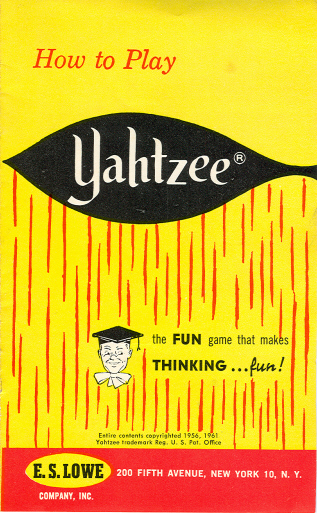 How to Play
Yahtzee®
the FUN game that makes
THINKING...fun!
Entire contents copyrighted 1956, 1961
Yahtzee trademark Reg. U. S. Pat. Office
E. S. LOWE 200 FIFTH AVENUE, NEW YORK 10, N. Y.
COMPANY, INC.